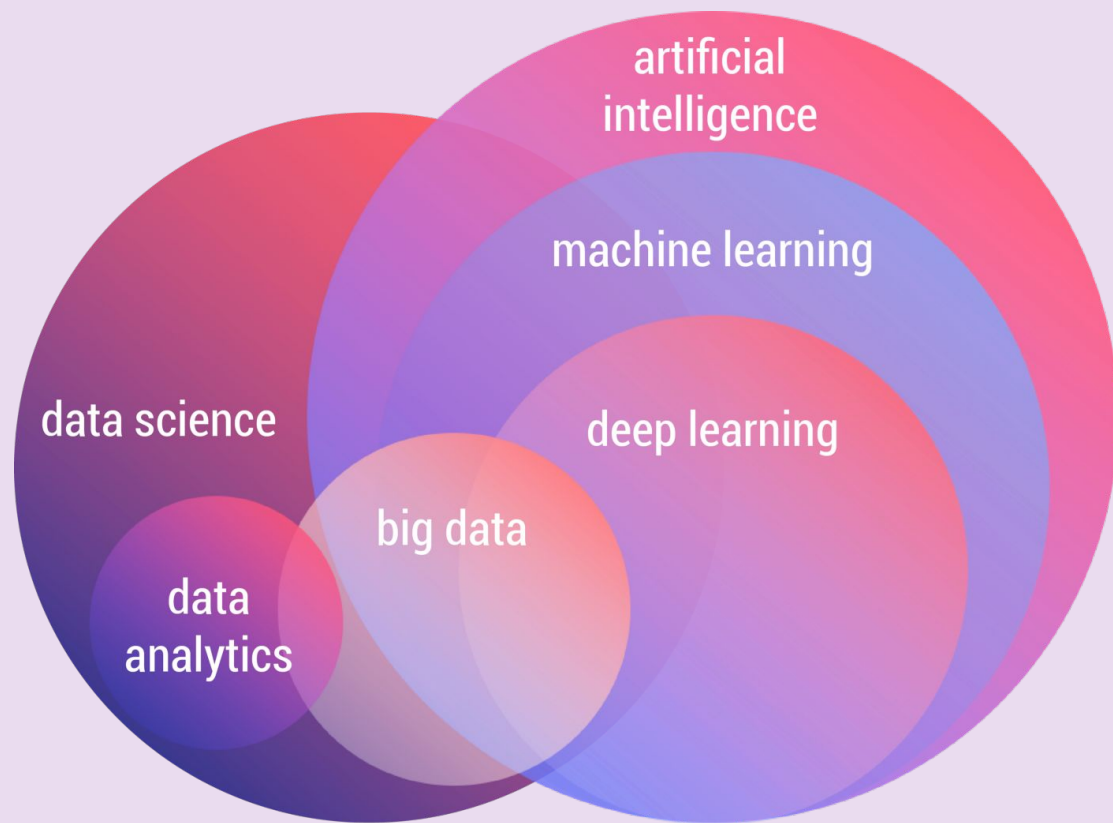 artificial
intelligence
machine learning
data science
deep learning
big data
data
analytics